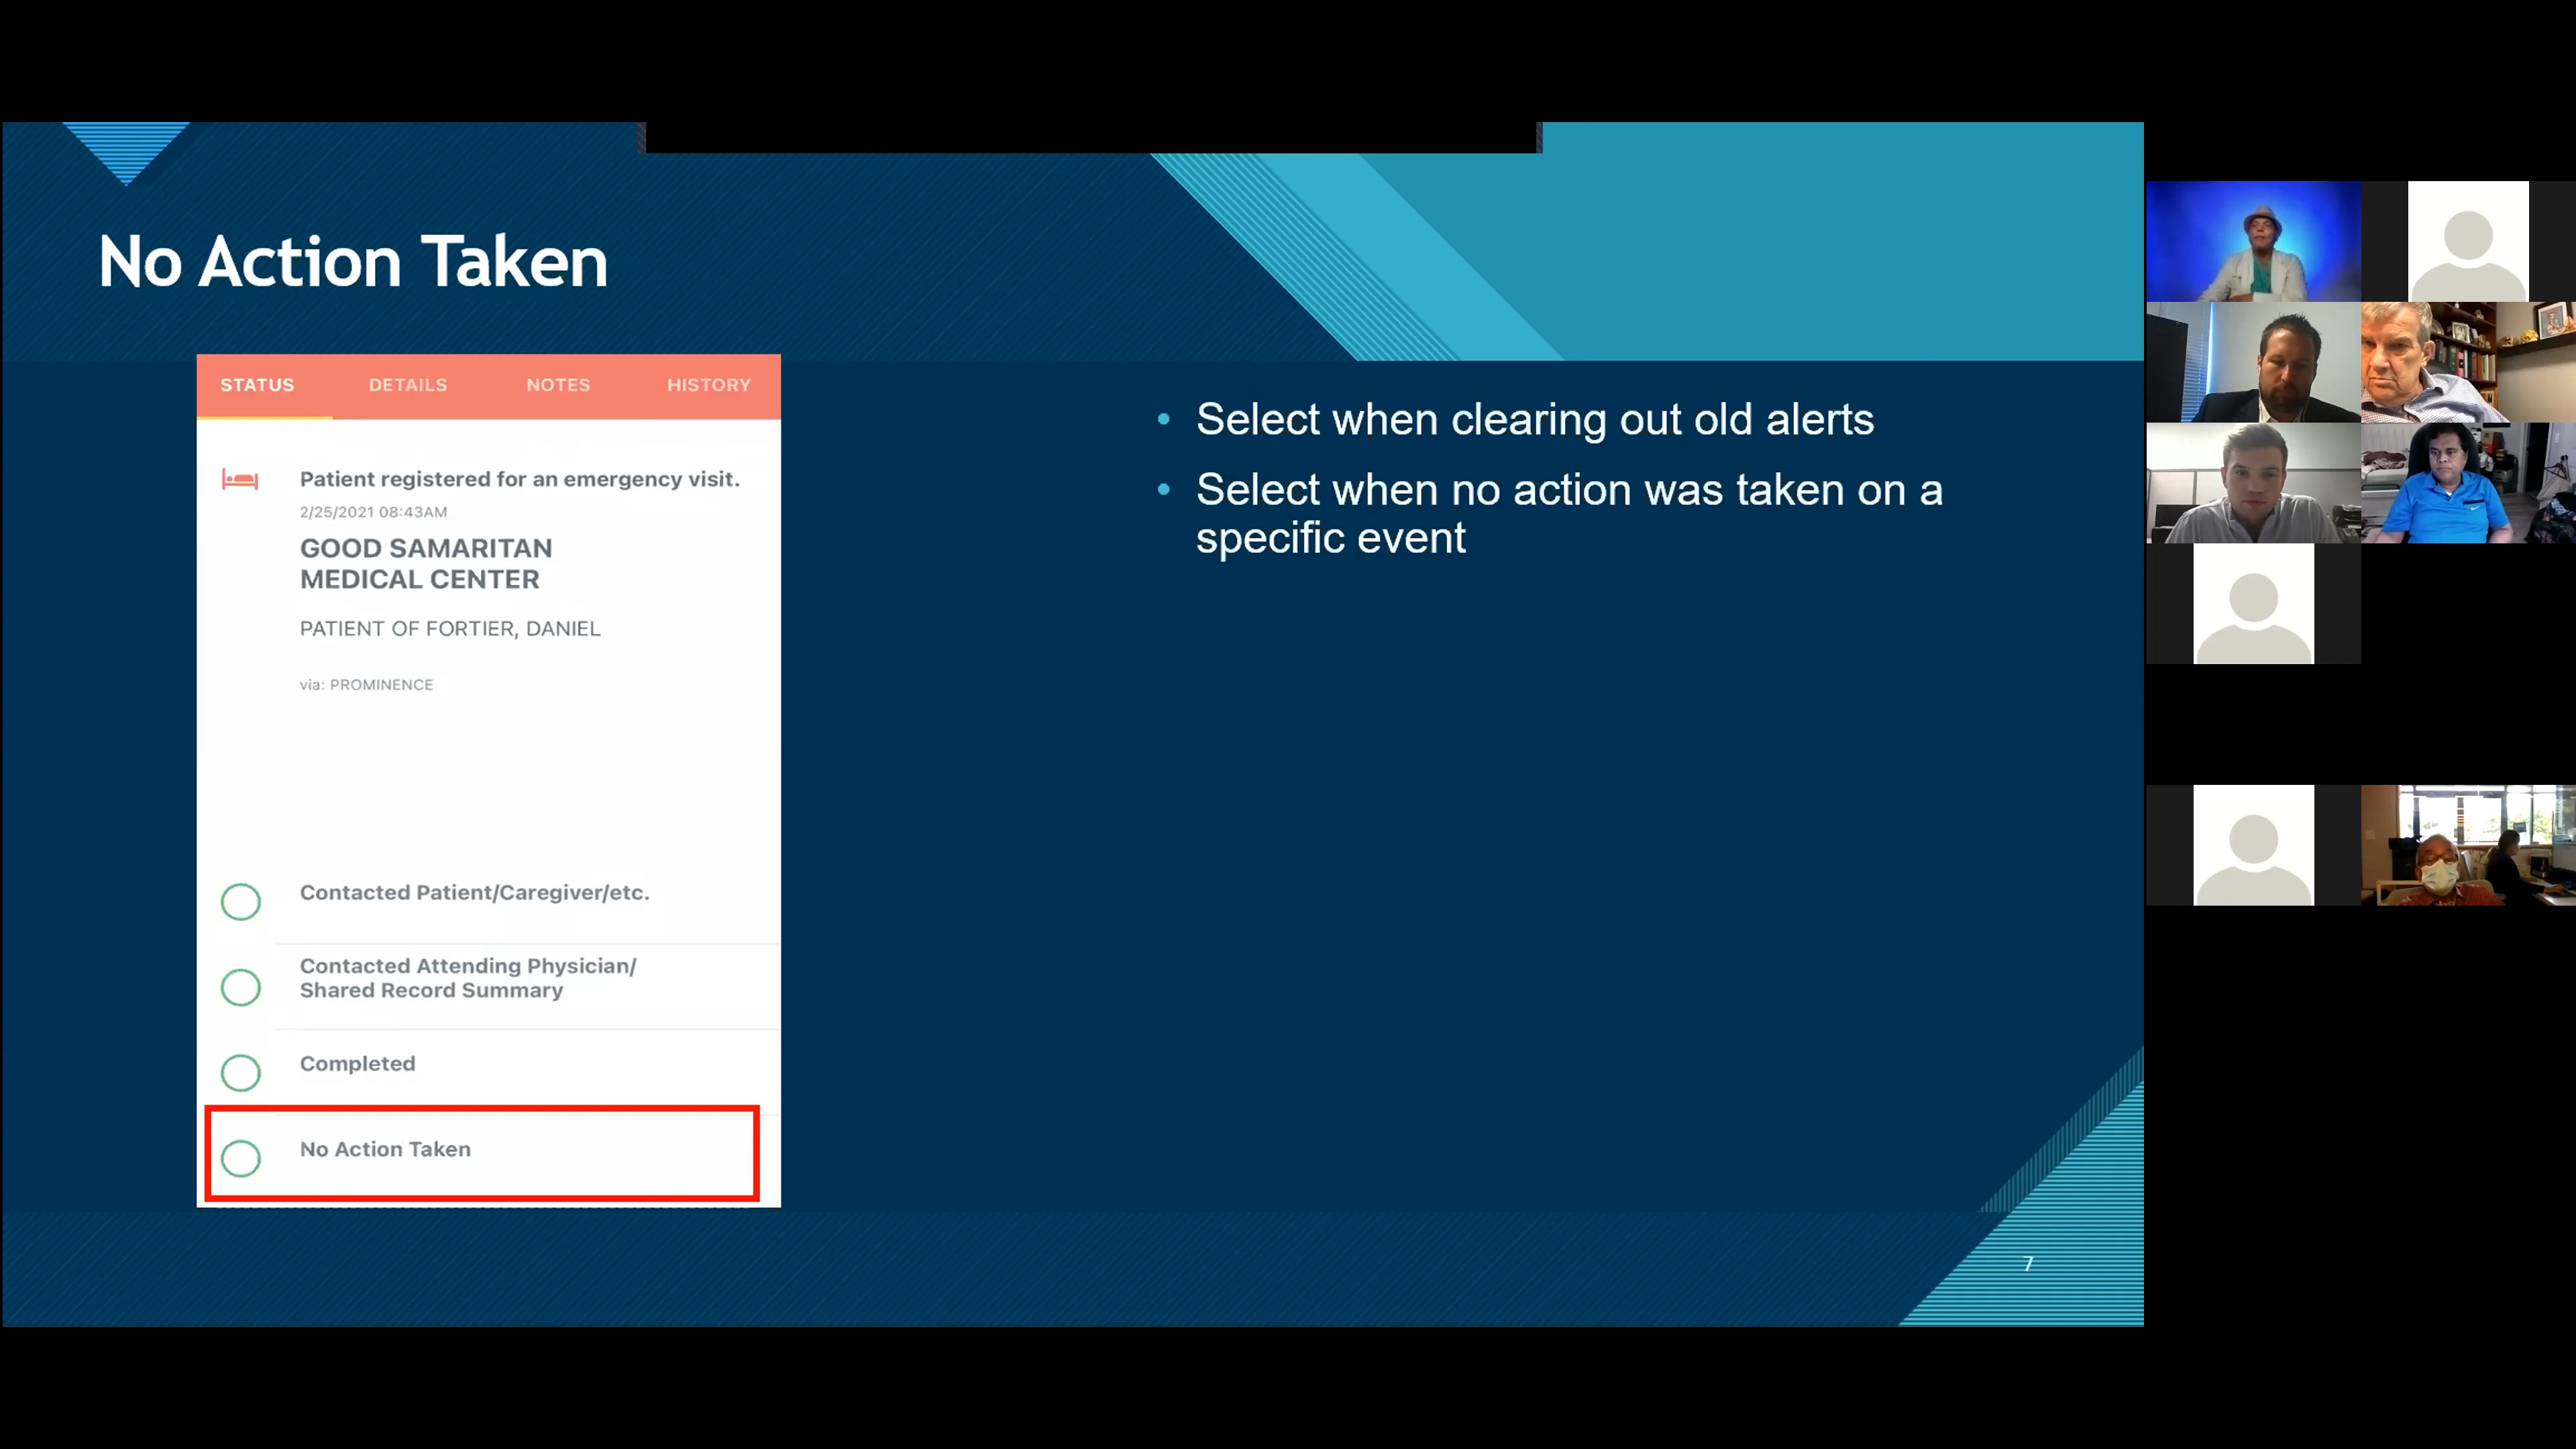 No Action Taken
STATUS DETAILS NOTES HISTORY
Patient registered for an emergency visit.
2/25/2021 08:43AM
GOOD SAMARITAN
MEDICAL CENTER
PATIENT OF FORTIER, DANIEL
via: PROMINENCE
Contacted Patient/Caregiver/etc.
Contacted Attending Physician/
Shared Record Summary
Completed
No Action Taken
• Select when clearing out old alerts
• Select when no action was taken on a
specific event
7